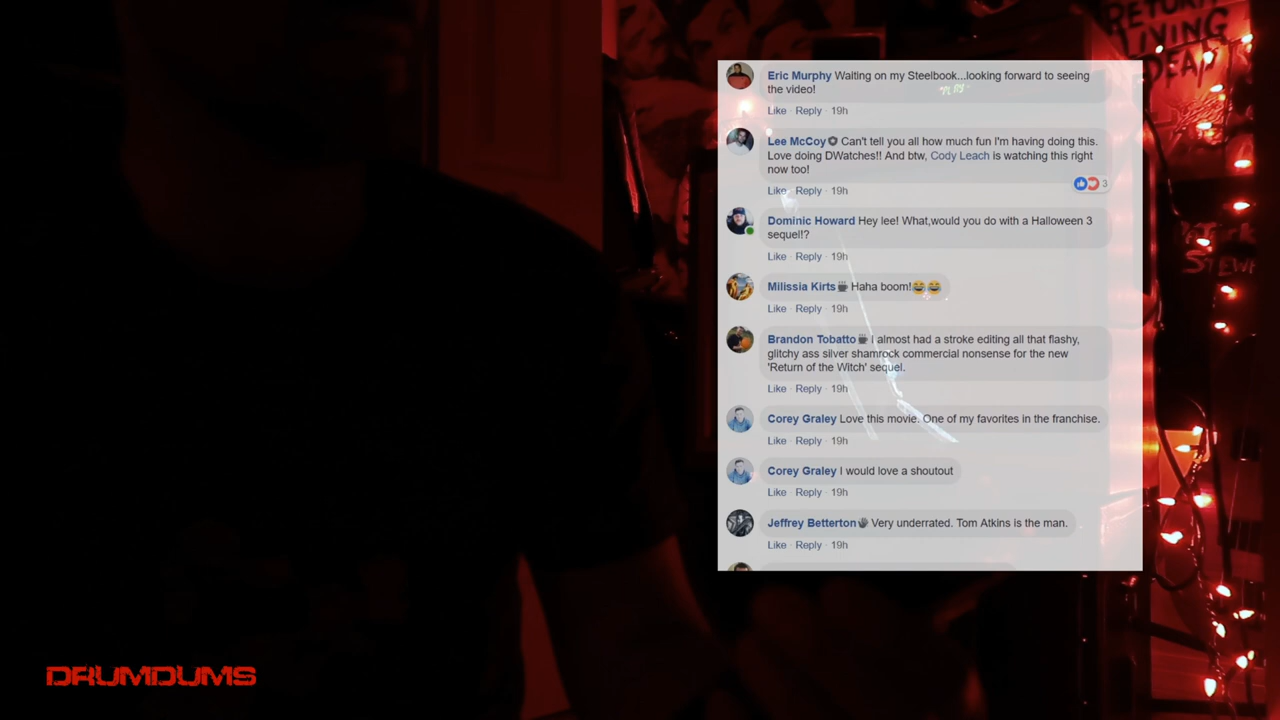 RETURN
LIVING
DEAD
Eric Murphy Waiting on my Steelbook...looking forward to seeing
the video!
Like · Reply · 19h
Lee McCoy Can't tell you all how much fun I'm having doing this.
Love doing DWatches!! And btw, Cody Leach is watching this right
now too!
3
Like · Reply · 19h
Dominic Howard Hey lee! What,would you do with a Halloween 3
sequel!?
Like · Reply · 19h
Milissia Kirts Haha boom!😂😂
Like · Reply · 19h
Brandon Tobatto I almost had a stroke editing all that flashy,
glitchy ass silver shamrock commercial nonsense for the new
'Return of the Witch' sequel.
Like · Reply · 19h
Corey Graley Love this movie. One of my favorites in the franchise.
Like · Reply · 19h
Corey Graley I would love a shoutout
Like · Reply · 19h
Jeffrey Betterton Very underrated. Tom Atkins is the man.
Like · Reply · 19h
DRUMDUMS